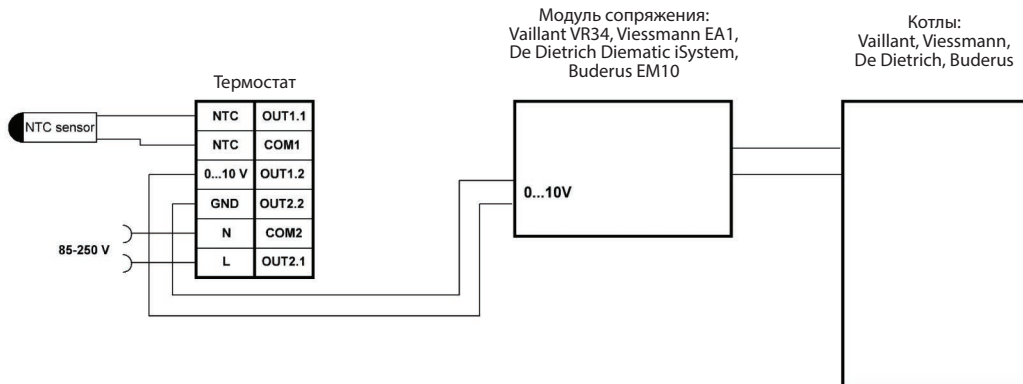 Модуль сопряжения:
Vaillant VR34, Viessmann EA1,
De Dietrich Diematic iSystem,
Buderus EM10
Котлы:
Vaillant, Viessmann,
De Dietrich, Buderus
Термостат
NTC sensor
NTC OUT1.1
NTC COM1
0...10 V OUT1.2
GND OUT2.2
N COM2
L OUT2.1
85-250 V
0...10V